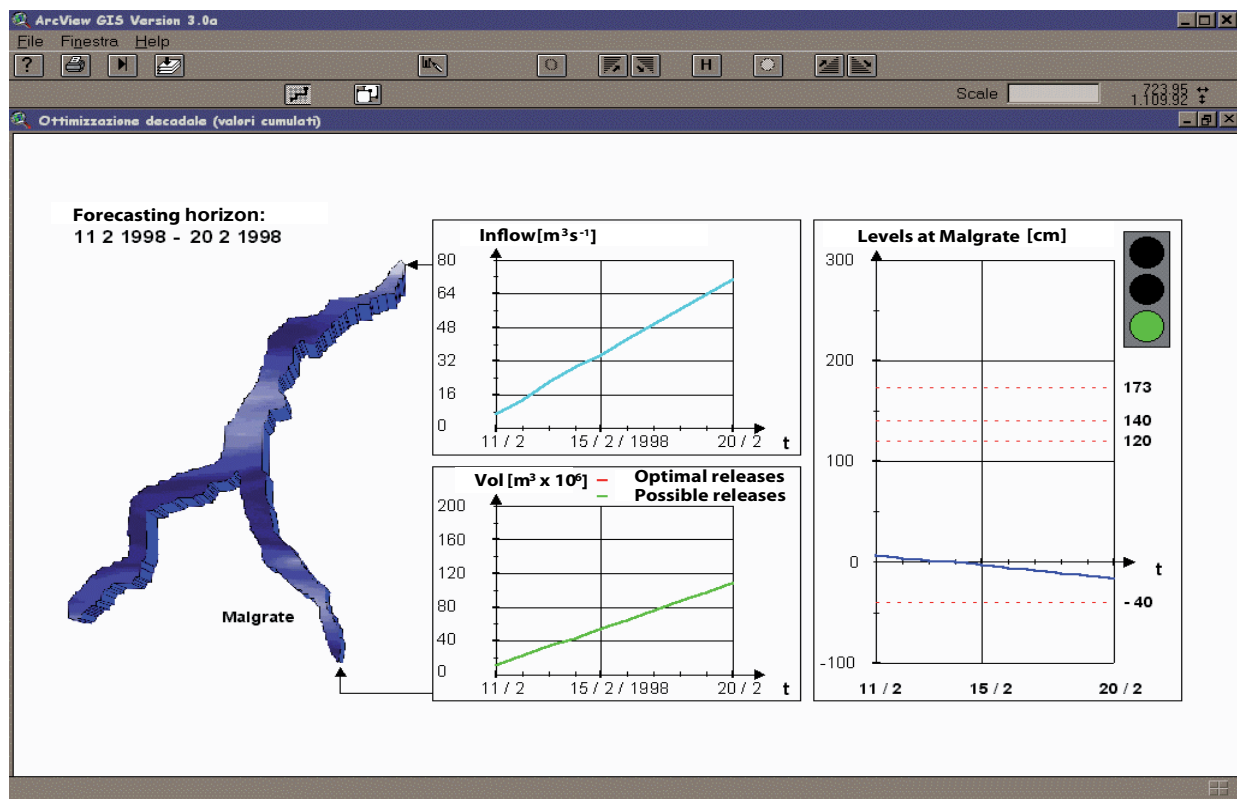 ArcView GIS Version 3.0a
File Finestra Help
? H
Scale 723.95
1.109.92
Ottimizzazione decadale (valori cumulati)
Forecasting horizon:
11 2 1998 - 20 2 1998
Malgrate
Inflow[m³s⁻¹]
80
64
48
32
16
0
11 / 2 15 / 2 / 1998 20 / 2 t
Vol [m³ x 10⁶]
Optimal releases
Possible releases
200
160
120
80
40
0
11 / 2 15 / 2 / 1998 20 / 2 t
Levels at Malgrate [cm]
300
200
173
140
120
100
0
t
- 40
-100
11 / 2 15 / 2 20 / 2